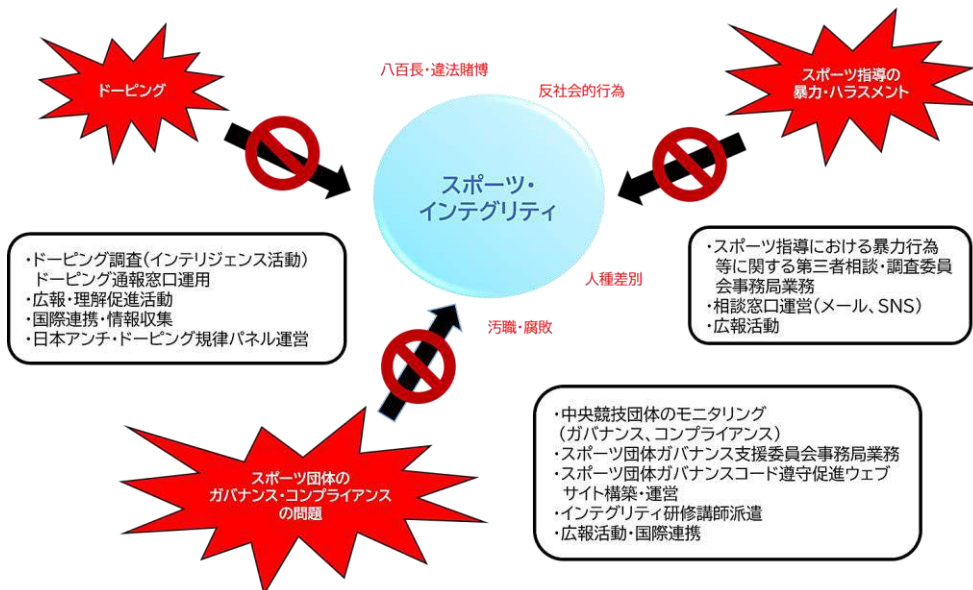 八百長・違法賭博
反社会的行為
ドーピング
スポーツ指導の
暴力・ハラスメント
スポーツ・
インテグリティ
・ドーピング調査(インテリジェンス活動)
ドーピング通報窓口運用
・広報・理解促進活動
・国際連携・情報収集
・日本アンチ・ドーピング規律パネル運営
・スポーツ指導における暴力行為
等に関する第三者相談・調査委員
会事務局業務
・相談窓口運営(メール、SNS)
・広報活動
人種差別
汚職・腐敗
スポーツ団体の
ガバナンス・コンプライアンス
の問題
・中央競技団体のモニタリング
(ガバナンス、コンプライアンス)
・スポーツ団体ガバナンス支援委員会事務局業務
・スポーツ団体ガバナンスコード遵守促進ウェブ
サイト構築・運営
・インテグリティ研修講師派遣
・広報活動・国際連携